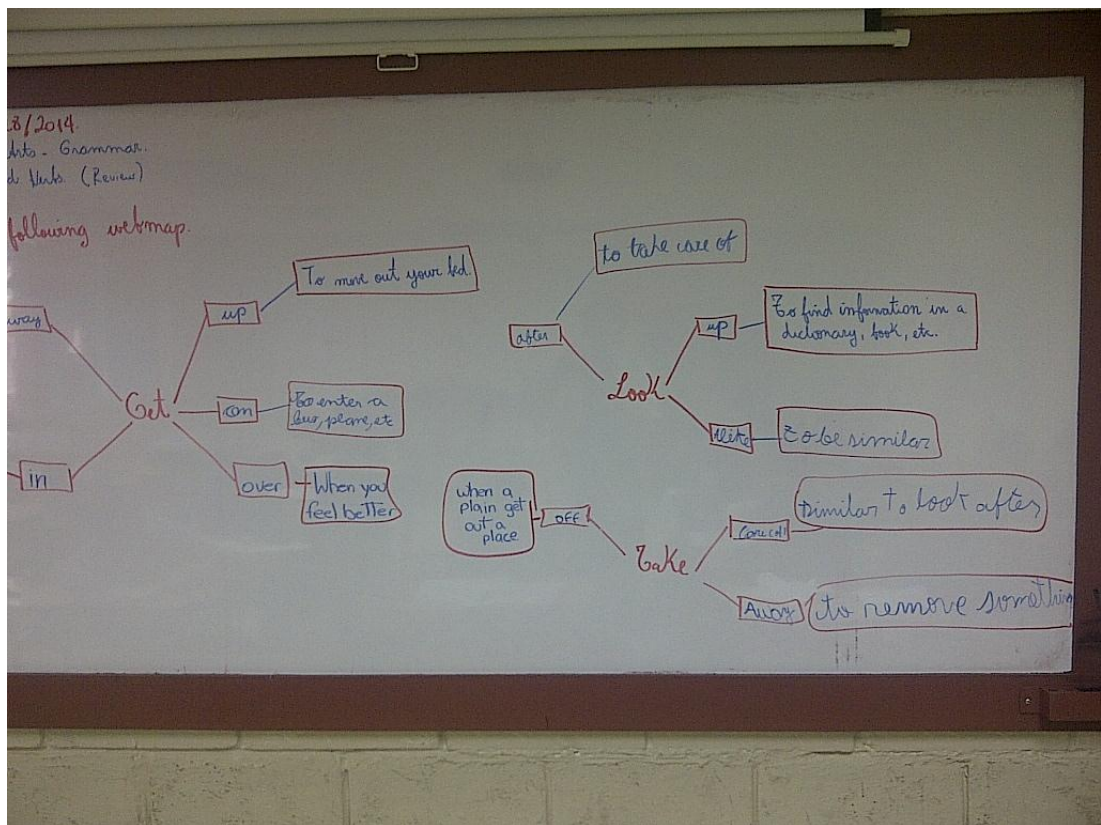 28/2014.
Arts - Grammar.
d Verbs. (Review)
following webmap.
way
in
Get
up
To move out your bed.
on
To enter a
bus, plane, etc
over
When you
feel better
to take care of
after
Look
up
To find information in a
dictionary, book, etc.
like
To be similar
when a
plain get
out a
place.
off
Take
similar to look after
Away
to remove something